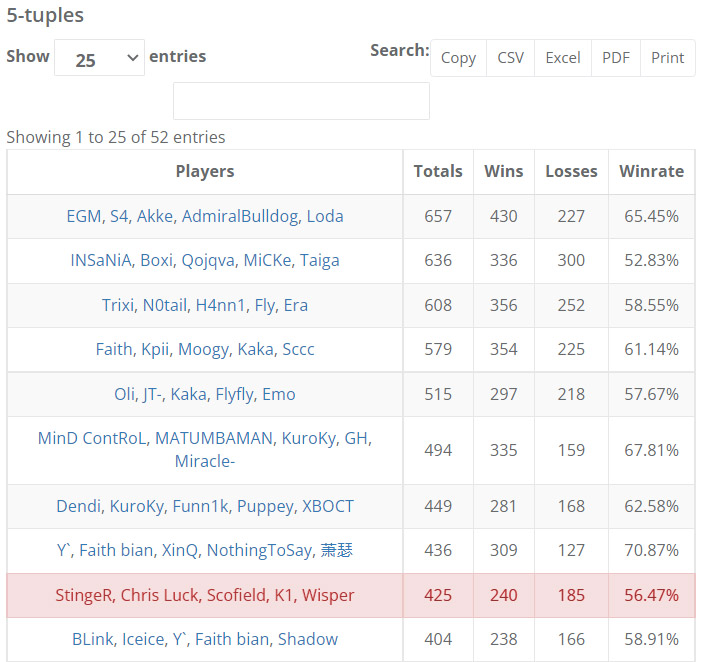 5-tuples
Show 25 entries
Search:
Copy CSV Excel PDF Print
Showing 1 to 25 of 52 entries
Players Totals Wins Losses Winrate
EGM, S4, Akke, AdmiralBulldog, Loda 657 430 227 65.45%
INSaNiA, Boxi, Qojqva, MiCKe, Taiga 636 336 300 52.83%
Trixi, N0tail, H4nn1, Fly, Era 608 356 252 58.55%
Faith, Kpii, Moogy, Kaka, Sccc 579 354 225 61.14%
Oli, JT-, Kaka, Flyfly, Emo 515 297 218 57.67%
MinD ContRoL, MATUMBAMAN, KuroKy, GH,
Miracle- 494 335 159 67.81%
Dendi, KuroKy, Funn1k, Puppey, XBOCT 449 281 168 62.58%
Y`, Faith bian, XinQ, NothingToSay, 萧瑟 436 309 127 70.87%
StingeR, Chris Luck, Scofield, K1, Wisper 425 240 185 56.47%
BLink, Iceice, Y`, Faith bian, Shadow 404 238 166 58.91%